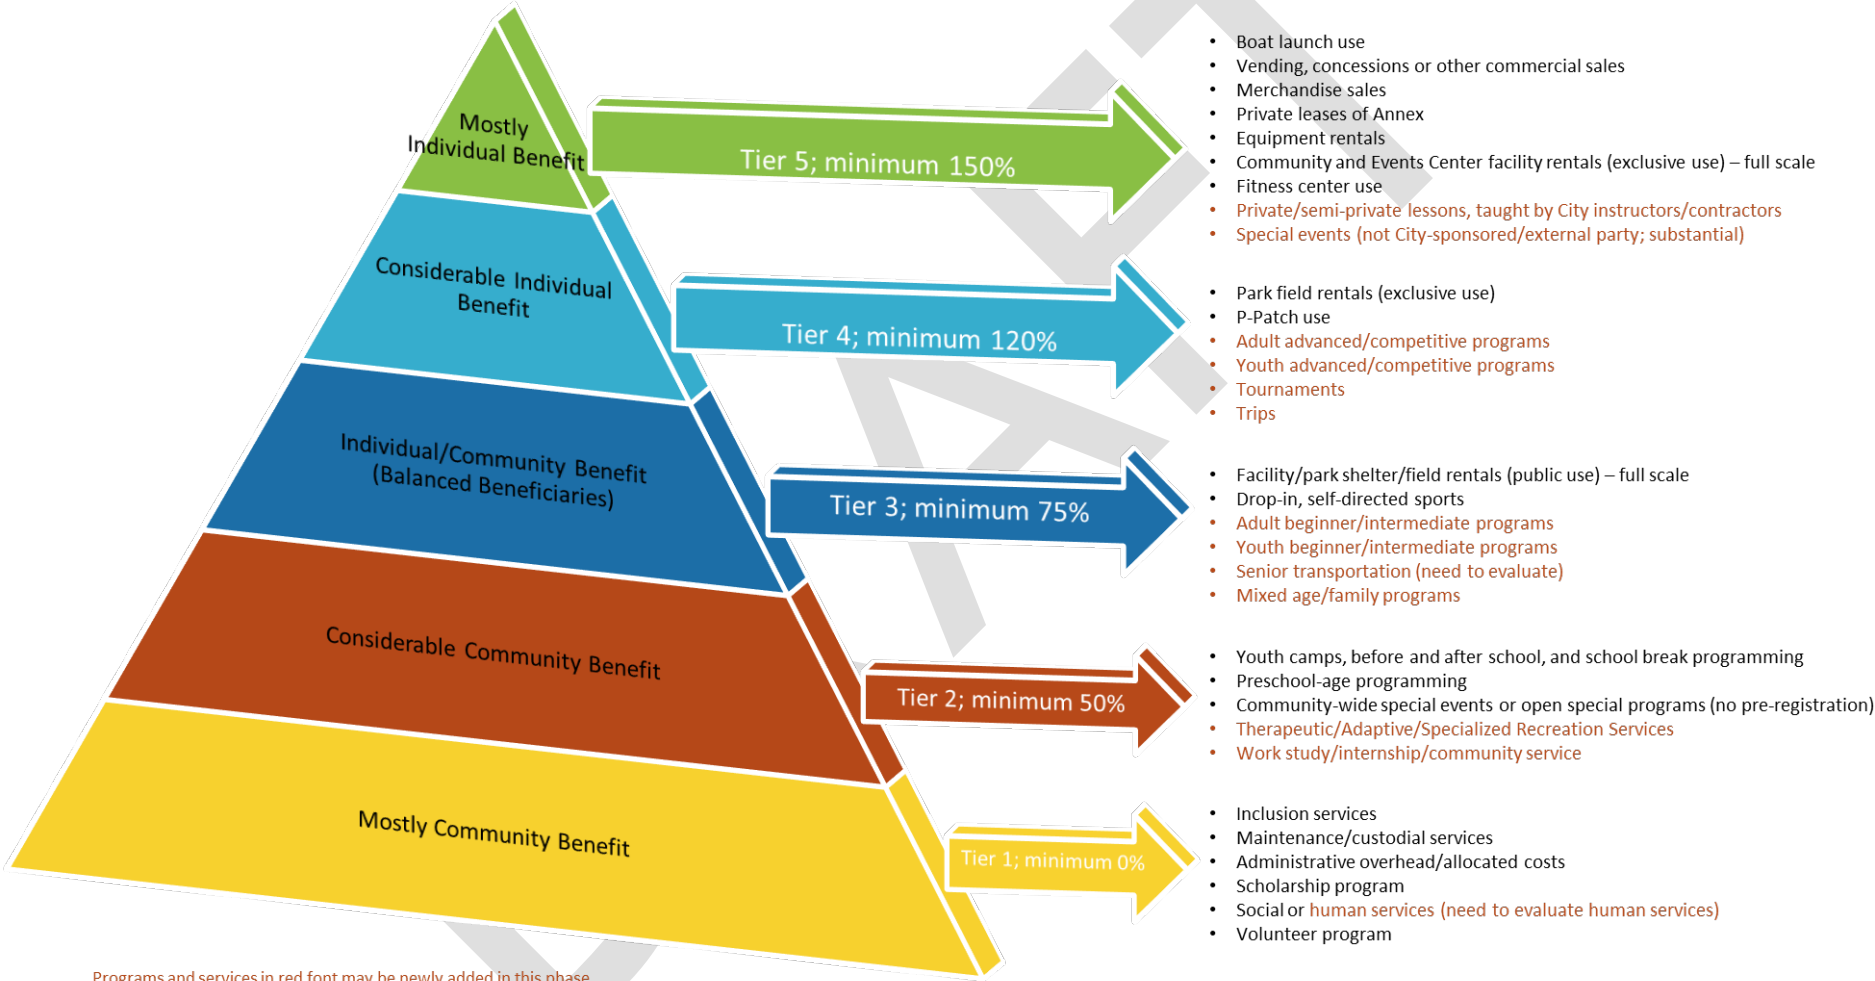 Mostly
Individual Benefit
Tier 5; minimum 150%
• Boat launch use
• Vending, concessions or other commercial sales
• Merchandise sales
• Private leases of Annex
• Equipment rentals
• Community and Events Center facility rentals (exclusive use) – full scale
• Fitness center use
• Private/semi-private lessons, taught by City instructors/contractors
• Special events (not City-sponsored/external party; substantial)
Considerable Individual
Benefit
Tier 4; minimum 120%
• Park field rentals (exclusive use)
• P-Patch use
• Adult advanced/competitive programs
• Youth advanced/competitive programs
• Tournaments
• Trips
Individual/Community Benefit
(Balanced Beneficiaries)
Tier 3; minimum 75%
• Facility/park shelter/field rentals (public use) – full scale
• Drop-in, self-directed sports
• Adult beginner/intermediate programs
• Youth beginner/intermediate programs
• Senior transportation (need to evaluate)
• Mixed age/family programs
Considerable Community Benefit
Tier 2; minimum 50%
• Youth camps, before and after school, and school break programming
• Preschool-age programming
• Community-wide special events or open special programs (no pre-registration)
• Therapeutic/Adaptive/Specialized Recreation Services
• Work study/internship/community service
Mostly Community Benefit
Tier 1; minimum 0%
• Inclusion services
• Maintenance/custodial services
• Administrative overhead/allocated costs
• Scholarship program
• Social or human services (need to evaluate human services)
• Volunteer program
Programs and services in red font may be newly added in this phase